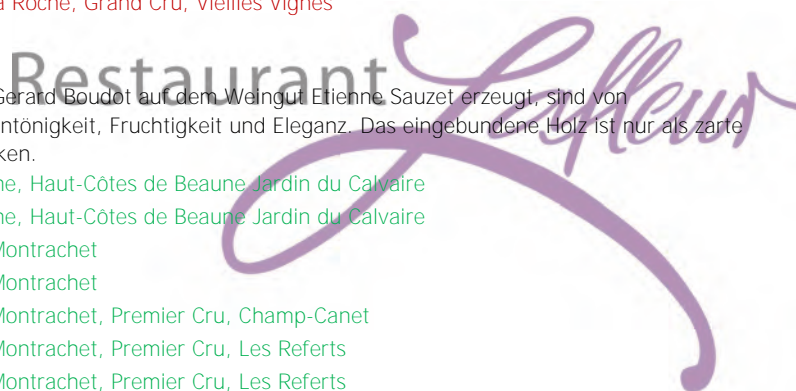 a Roche, Grand Cru, Vieilles Vignes
Restaurant Lafleur
Gerard Boudot auf dem Weingut Etienne Sauzet erzeugt, sind von
ntönigkeit, Fruchtigkeit und Eleganz. Das eingebundene Holz ist nur als zarte
ken.
ne, Haut-Côtes de Beaune Jardin du Calvaire
ne, Haut-Côtes de Beaune Jardin du Calvaire
Montrachet
Montrachet
Montrachet, Premier Cru, Champ-Canet
Montrachet, Premier Cru, Les Referts
Montrachet, Premier Cru, Les Referts